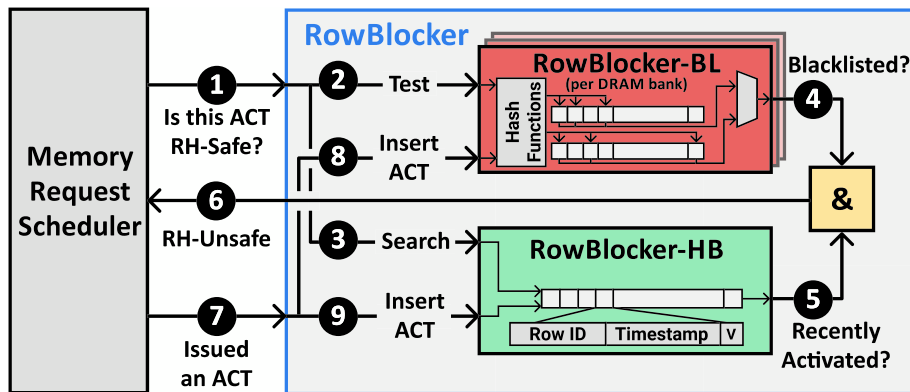 Memory
Request
Scheduler
RowBlocker
1
Is this ACT
RH-Safe?
2
Test
8
Insert
ACT
6
RH-Unsafe
3
Search
7
Issued
an ACT
9
Insert
ACT
RowBlocker-BL
(per DRAM bank)
Hash
Functions
Blacklisted?
4
&
RowBlocker-HB
Row ID
Timestamp
V
5
Recently
Activated?